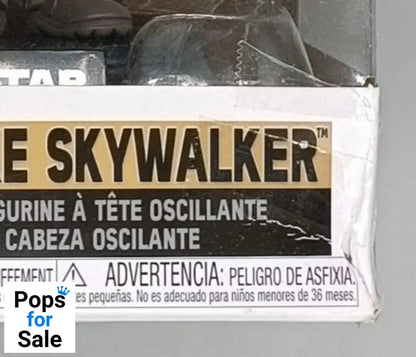 STAR
RE SKYWALKER™
GURINE À TÊTE OSCILLANTE
CABEZA OSCILANTE
ADVERTENCIA: PELIGRO DE ASFIXIA.
es pequeñas. No es adecuado para niños menores de 36 meses.
Pops
for
Sale